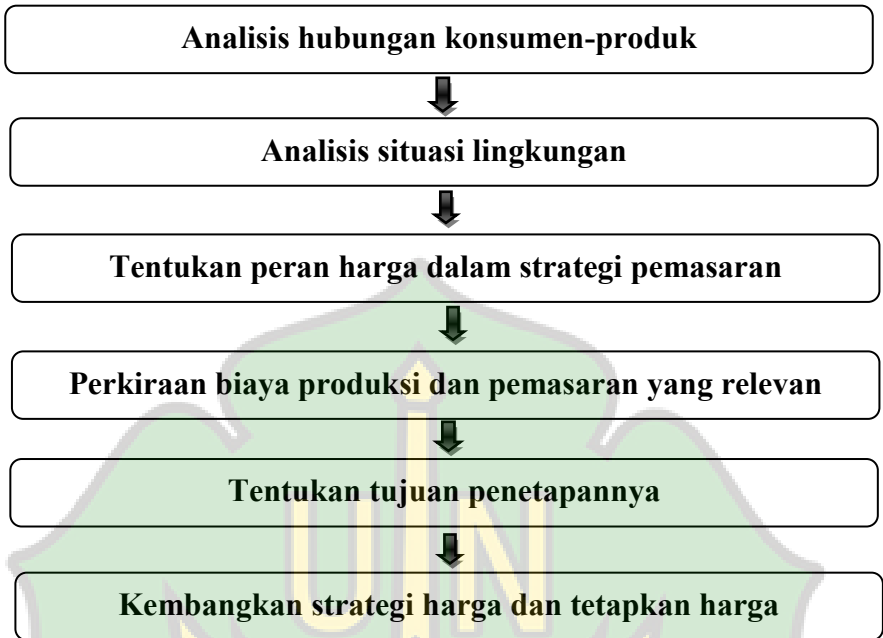 Analisis hubungan konsumen-produk
Analisis situasi lingkungan
Tentukan peran harga dalam strategi pemasaran
Perkiraan biaya produksi dan pemasaran yang relevan
Tentukan tujuan penetapannya
Kembangkan strategi harga dan tetapkan harga
UIN